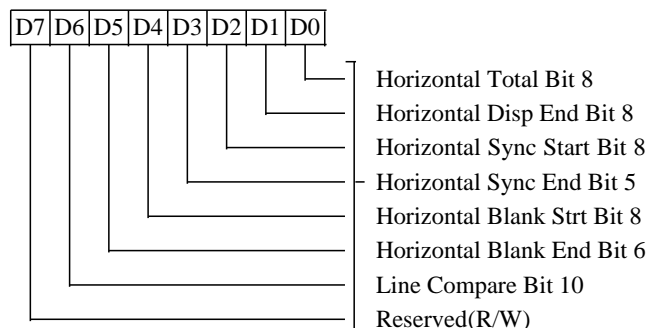 D7 D6 D5 D4 D3 D2 D1 D0
Horizontal Total Bit 8
Horizontal Disp End Bit 8
Horizontal Sync Start Bit 8
Horizontal Sync End Bit 5
Horizontal Blank Strt Bit 8
Horizontal Blank End Bit 6
Line Compare Bit 10
Reserved(R/W)